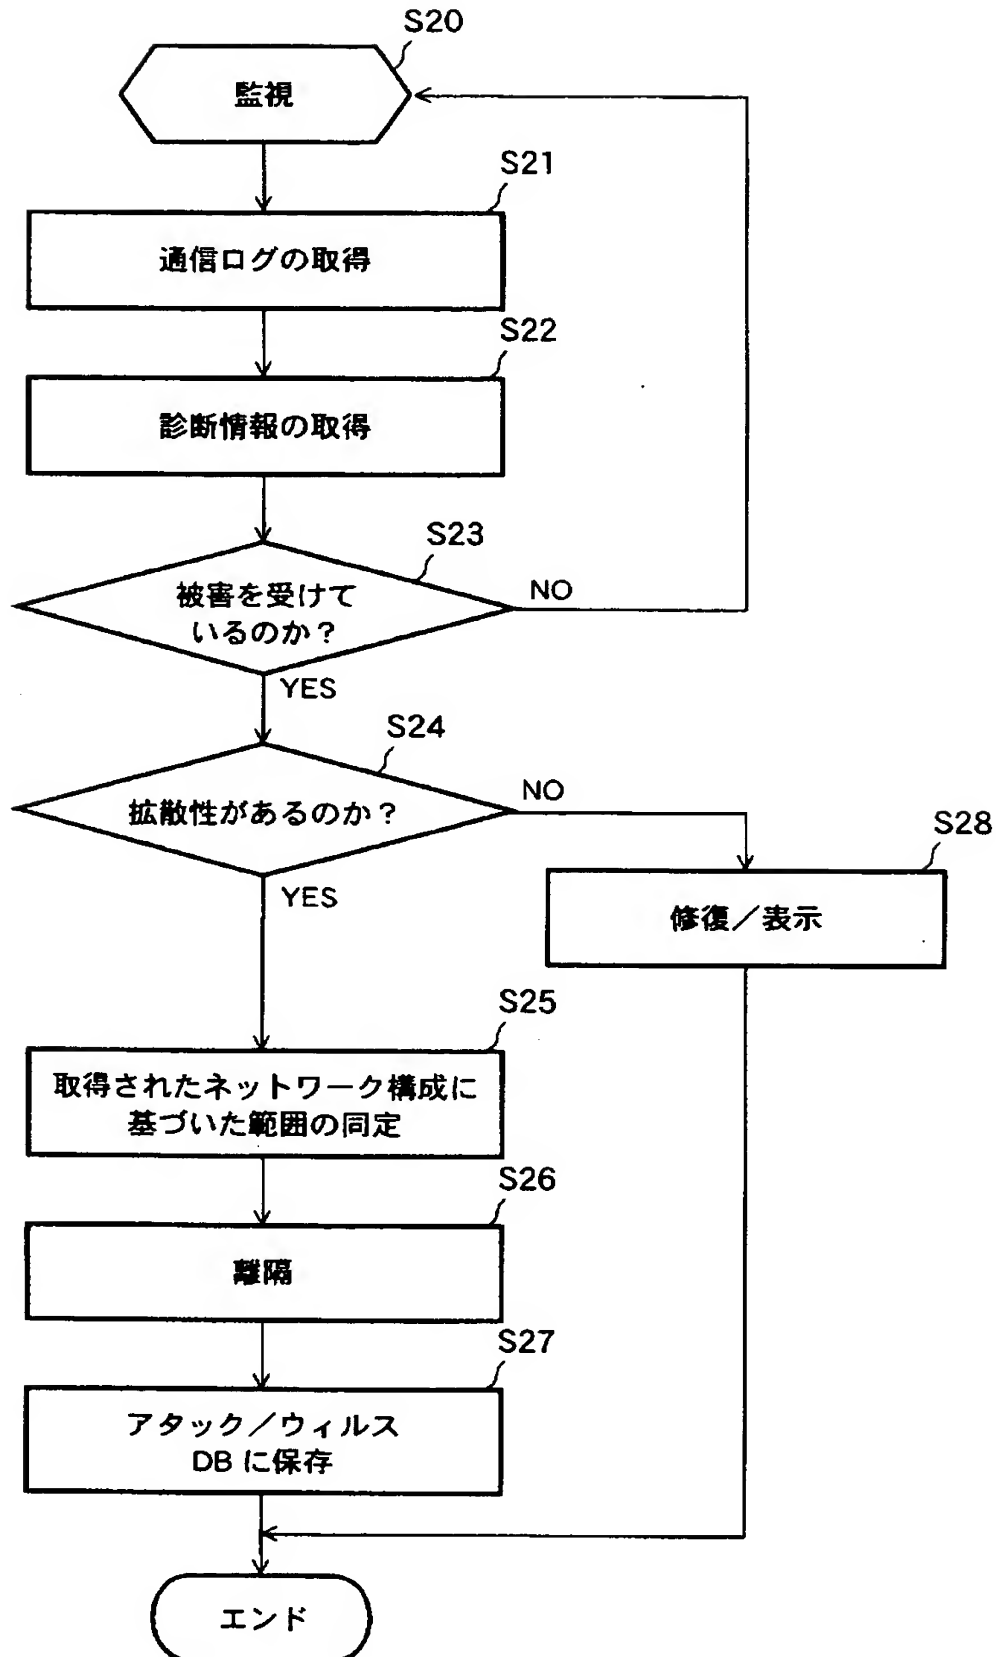 S20
監視
S21
通信ログの取得
S22
診断情報の取得
S23
被害を受けて
いるのか？
NO
YES
S24
拡散性があるのか？
NO
YES
S28
修復／表示
S25
取得されたネットワーク構成に
基づいた範囲の同定
S26
離隔
S27
アタック／ウィルス
DBに保存
エンド